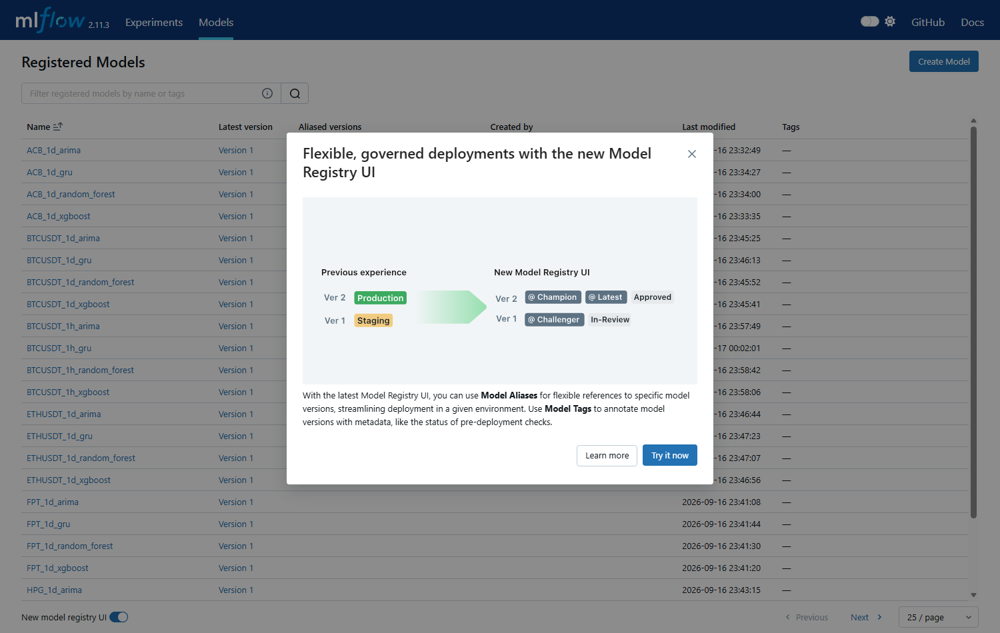 mlflow 2.11.3 Experiments Models GitHub Docs
Registered Models Create Model
Filter registered models by name or tags
Name Latest version Aliased versions Created by Last modified Tags
ACB_1d_arima Version 1 -16 23:32:49 —
ACB_1d_gru Version 1 -16 23:34:27 —
ACB_1d_random_forest Version 1 -16 23:34:00 —
ACB_1d_xgboost Version 1 -16 23:33:35 —
BTCUSDT_1d_arima Version 1 -16 23:45:25 —
BTCUSDT_1d_gru Version 1 -16 23:46:13 —
BTCUSDT_1d_random_forest Version 1 -16 23:45:52 —
BTCUSDT_1d_xgboost Version 1 -16 23:45:41 —
BTCUSDT_1h_arima Version 1 -16 23:57:49 —
BTCUSDT_1h_gru Version 1 -17 00:02:01 —
BTCUSDT_1h_random_forest Version 1 -16 23:58:42 —
BTCUSDT_1h_xgboost Version 1 -16 23:58:06 —
ETHUSDT_1d_arima Version 1 -16 23:46:44 —
ETHUSDT_1d_gru Version 1 -16 23:47:23 —
ETHUSDT_1d_random_forest Version 1 -16 23:47:07 —
ETHUSDT_1d_xgboost Version 1 -16 23:46:56 —
FPT_1d_arima Version 1 2026-09-16 23:41:08 —
FPT_1d_gru Version 1 2026-09-16 23:41:44 —
FPT_1d_random_forest Version 1 2026-09-16 23:41:30 —
FPT_1d_xgboost Version 1 2026-09-16 23:41:20 —
HPG_1d_arima Version 1 2026-09-16 23:43:15 —
Flexible, governed deployments with the new Model
Registry UI
Previous experience New Model Registry UI
Ver 2 Production Ver 2 @ Champion @ Latest Approved
Ver 1 Staging Ver 1 @ Challenger In-Review
With the latest Model Registry UI, you can use Model Aliases for flexible references to specific model
versions, streamlining deployment in a given environment. Use Model Tags to annotate model
versions with metadata, like the status of pre-deployment checks.
Learn more Try it now
New model registry UI Previous Next 25 / page